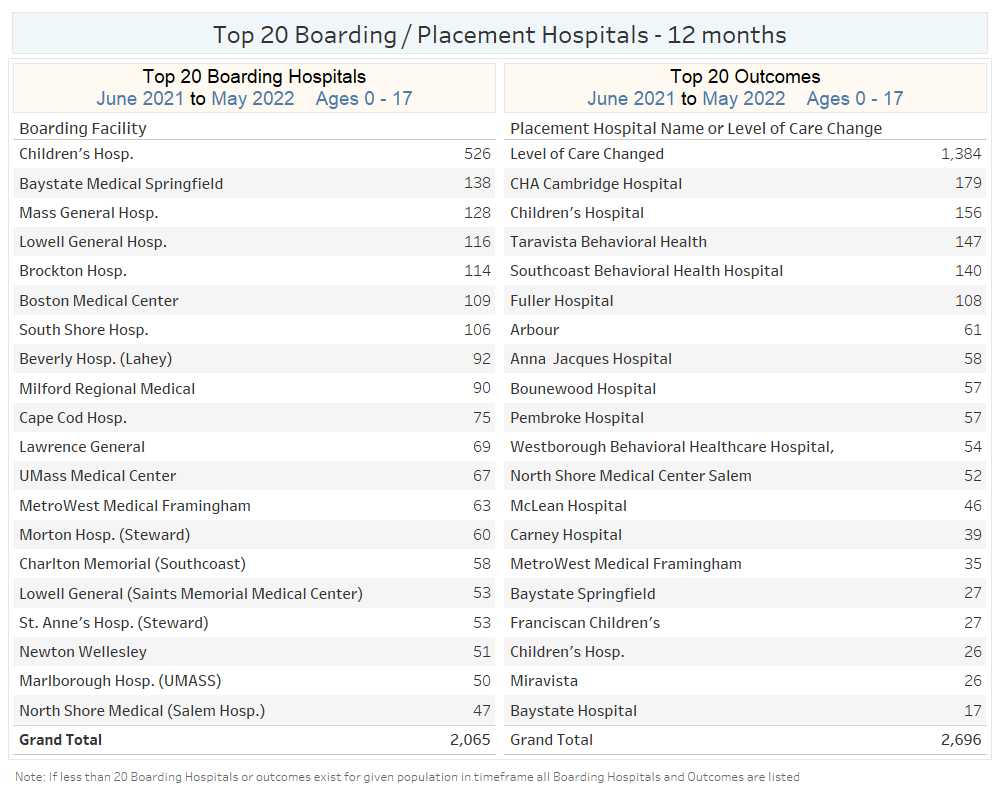 Top 20 Boarding / Placement Hospitals - 12 months
Top 20 Boarding Hospitals
June 2021 to May 2022 Ages 0 - 17
Boarding Facility
Children's Hosp. 526
Baystate Medical Springfield 138
Mass General Hosp. 128
Lowell General Hosp. 116
Brockton Hosp. 114
Boston Medical Center 109
South Shore Hosp. 106
Beverly Hosp. (Lahey) 92
Milford Regional Medical 90
Cape Cod Hosp. 75
Lawrence General 69
UMass Medical Center 67
MetroWest Medical Framingham 63
Morton Hosp. (Steward) 60
Charlton Memorial (Southcoast) 58
Lowell General (Saints Memorial Medical Center) 53
St. Anne's Hosp. (Steward) 53
Newton Wellesley 51
Marlborough Hosp. (UMASS) 50
North Shore Medical (Salem Hosp.) 47
Grand Total 2,065
Top 20 Outcomes
June 2021 to May 2022 Ages 0 - 17
Placement Hospital Name or Level of Care Change
Level of Care Changed 1,384
CHA Cambridge Hospital 179
Children's Hospital 156
Taravista Behavioral Health 147
Southcoast Behavioral Health Hospital 140
Fuller Hospital 108
Arbour 61
Anna Jacques Hospital 58
Bounewood Hospital 57
Pembroke Hospital 57
Westborough Behavioral Healthcare Hospital, 54
North Shore Medical Center Salem 52
McLean Hospital 46
Carney Hospital 39
MetroWest Medical Framingham 35
Baystate Springfield 27
Franciscan Children's 27
Children's Hosp. 26
Miravista 26
Baystate Hospital 17
Grand Total 2,696
Note: If less than 20 Boarding Hospitals or outcomes exist for given population in timeframe all Boarding Hospitals and Outcomes are listed